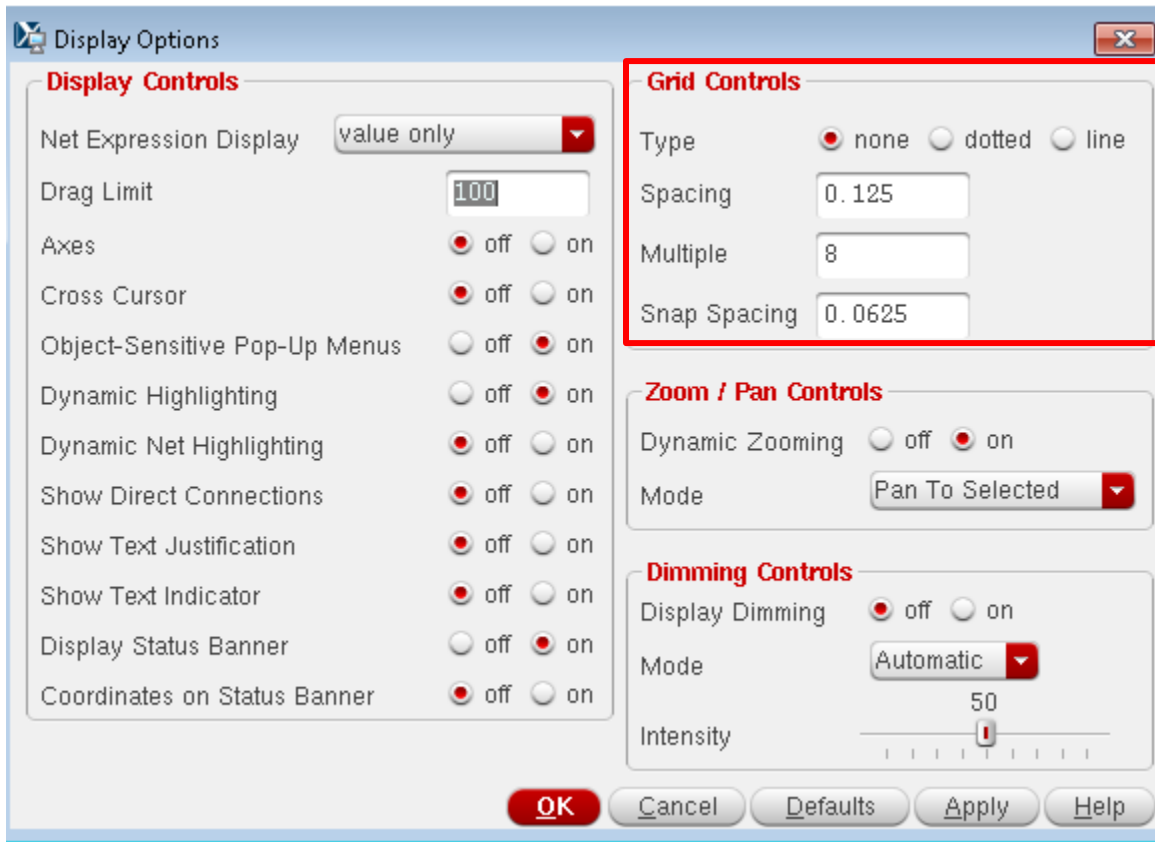 Display Options
Display Controls
Net Expression Display value only
Drag Limit 100
Axes off on
Cross Cursor off on
Object-Sensitive Pop-Up Menus off on
Dynamic Highlighting off on
Dynamic Net Highlighting off on
Show Direct Connections off on
Show Text Justification off on
Show Text Indicator off on
Display Status Banner off on
Coordinates on Status Banner off on
Grid Controls
Type none dotted line
Spacing 0.125
Multiple 8
Snap Spacing 0.0625
Zoom / Pan Controls
Dynamic Zooming off on
Mode Pan To Selected
Dimming Controls
Display Dimming off on
Mode Automatic
50
Intensity
OK Cancel Defaults Apply Help